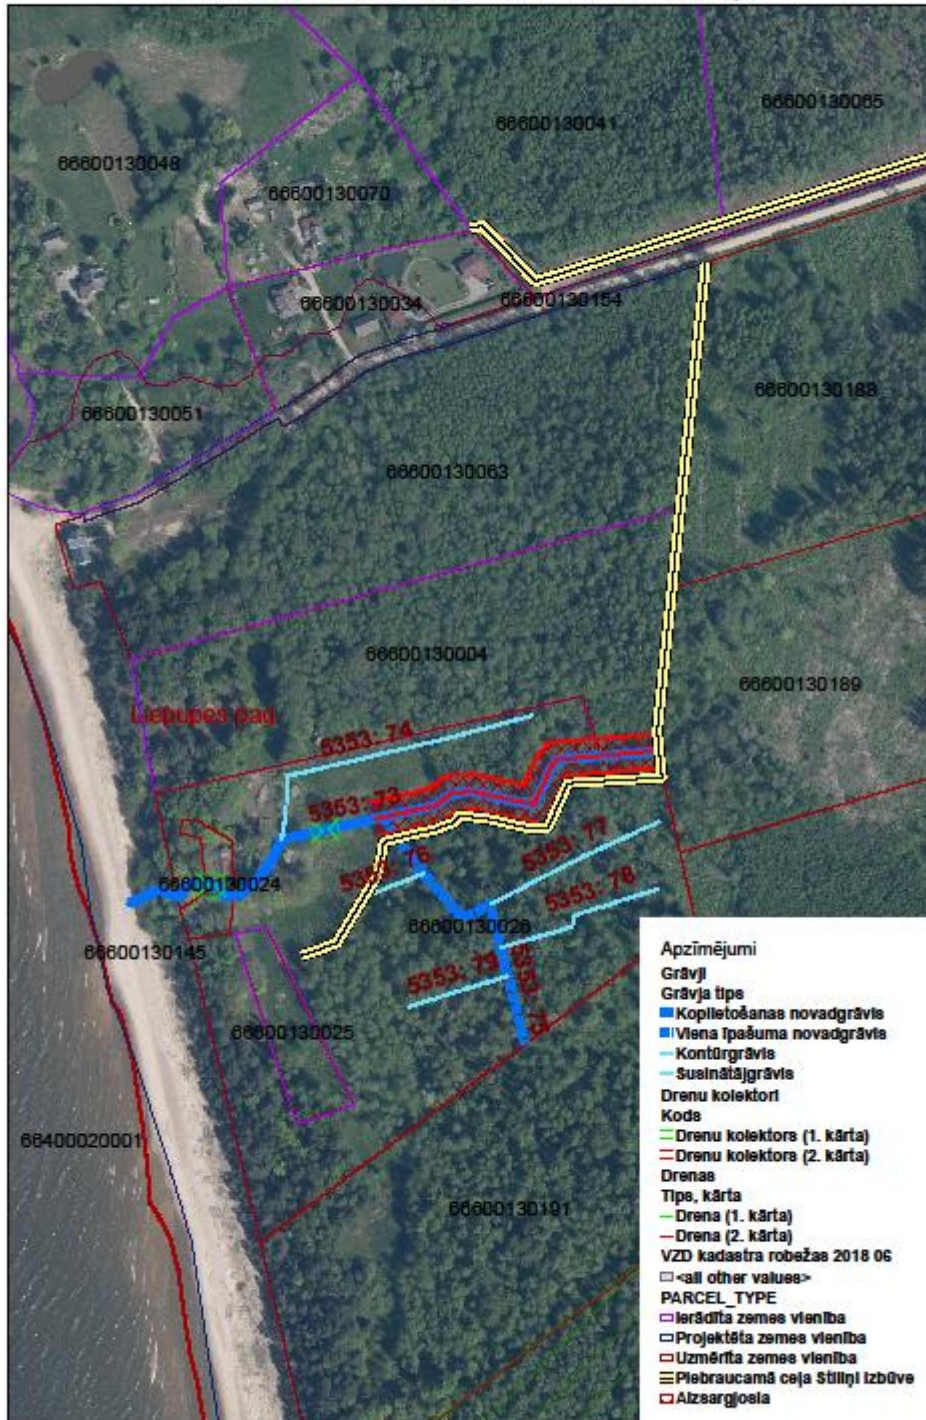 66600130065
66600130041
66600130048
66600130070
66600130034
66600130154
66600130188
66600130051
66600130063
66600130004
66600130189
Liepupes pag.
5353: 74
5353: 73
5353: 77
5353: 76
5353: 78
66600130024
66600130026
66600130145
5353: 79
5353: 75
66600130025
66400020001
66600130191
Apzīmējumi
Grāvji
Grāvja tips
Koplietošanas novadgrāvis
Viena īpašuma novadgrāvis
Kontūrgrāvis
Susinātājgrāvis
Drenu kolektori
Kods
Drenu kolektors (1. kārta)
Drenu kolektors (2. kārta)
Drenas
Tips, kārta
Drena (1. kārta)
Drena (2. kārta)
VZD kadastra robežas 2018 06
<all other values>
PARCEL_TYPE
Ierādīta zemes vienība
Projektēta zemes vienība
Uzmērīta zemes vienība
Piebraucamā ceļa Stiliņi izbūve
Aizsargjosla